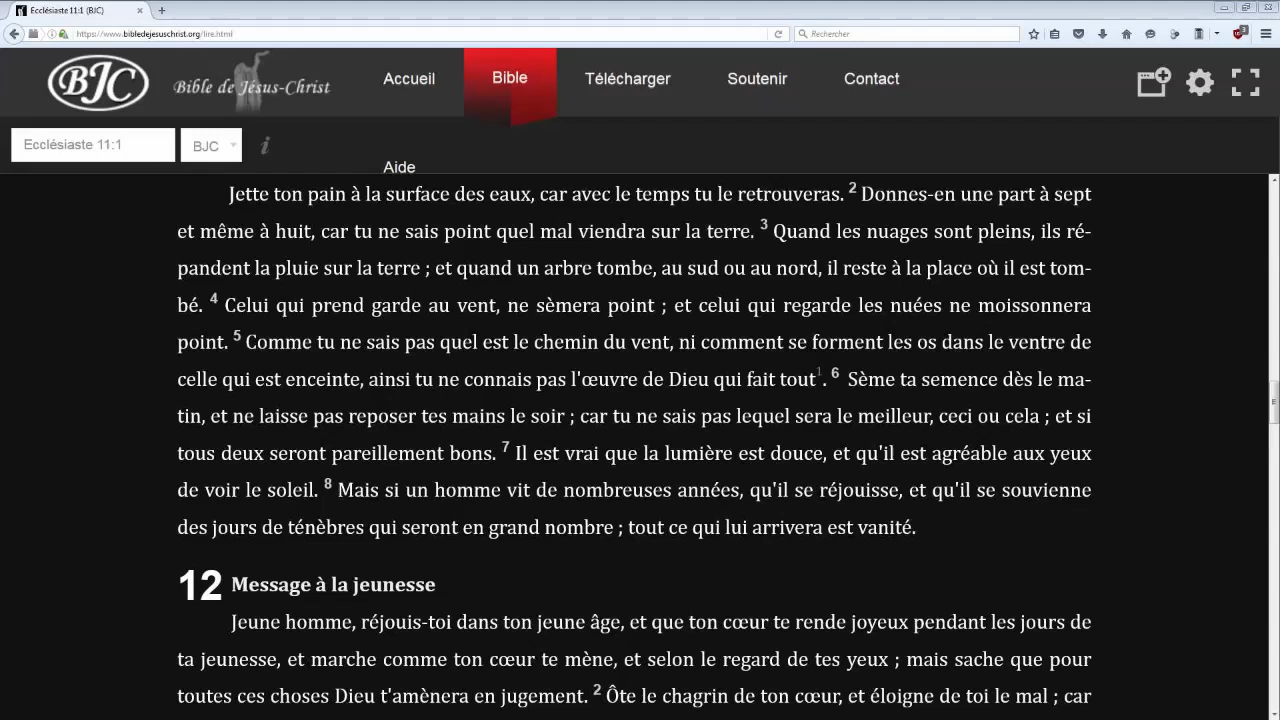 Ecclésiaste 11:1 (BJC)
https://www.bibledejesuschrist.org/lire.html
Rechercher
BJC Bible de Jésus-Christ
Accueil Bible Télécharger Soutenir Contact
Ecclésiaste 11:1 BJC i
Aide
Jette ton pain à la surface des eaux, car avec le temps tu le retrouveras. 2 Donnes-en une part à sept
et même à huit, car tu ne sais point quel mal viendra sur la terre. 3 Quand les nuages sont pleins, ils ré-
pandent la pluie sur la terre ; et quand un arbre tombe, au sud ou au nord, il reste à la place où il est tom-
bé. 4 Celui qui prend garde au vent, ne sèmera point ; et celui qui regarde les nuées ne moissonnera
point. 5 Comme tu ne sais pas quel est le chemin du vent, ni comment se forment les os dans le ventre de
celle qui est enceinte, ainsi tu ne connais pas l'œuvre de Dieu qui fait tout1. 6 Sème ta semence dès le ma-
tin, et ne laisse pas reposer tes mains le soir ; car tu ne sais pas lequel sera le meilleur, ceci ou cela ; et si
tous deux seront pareillement bons. 7 Il est vrai que la lumière est douce, et qu'il est agréable aux yeux
de voir le soleil. 8 Mais si un homme vit de nombreuses années, qu'il se réjouisse, et qu'il se souvienne
des jours de ténèbres qui seront en grand nombre ; tout ce qui lui arrivera est vanité.
12 Message à la jeunesse
Jeune homme, réjouis-toi dans ton jeune âge, et que ton cœur te rende joyeux pendant les jours de
ta jeunesse, et marche comme ton cœur te mène, et selon le regard de tes yeux ; mais sache que pour
toutes ces choses Dieu t'amènera en jugement. 2 Ôte le chagrin de ton cœur, et éloigne de toi le mal ; car